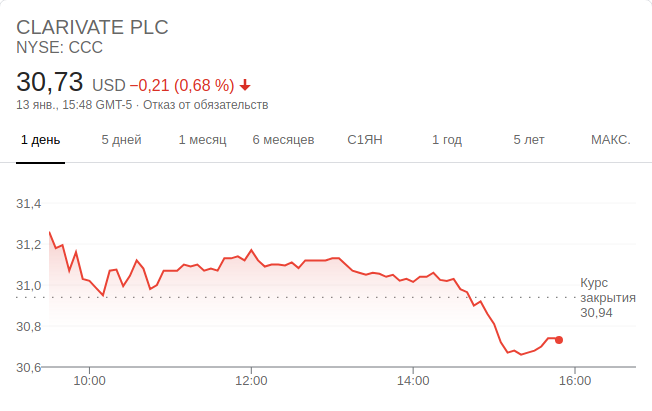 CLARIVATE PLC
NYSE: CCC
30,73 USD −0,21 (0,68 %)
13 янв., 15:48 GMT-5 · Отказ от обязательств
1 день 5 дней 1 месяц 6 месяцев С1ЯН 1 год 5 лет МАКС.
31,4
31,2
31,0
30,8
30,6
Курс
закрытия
30,94
10:00 12:00 14:00 16:00